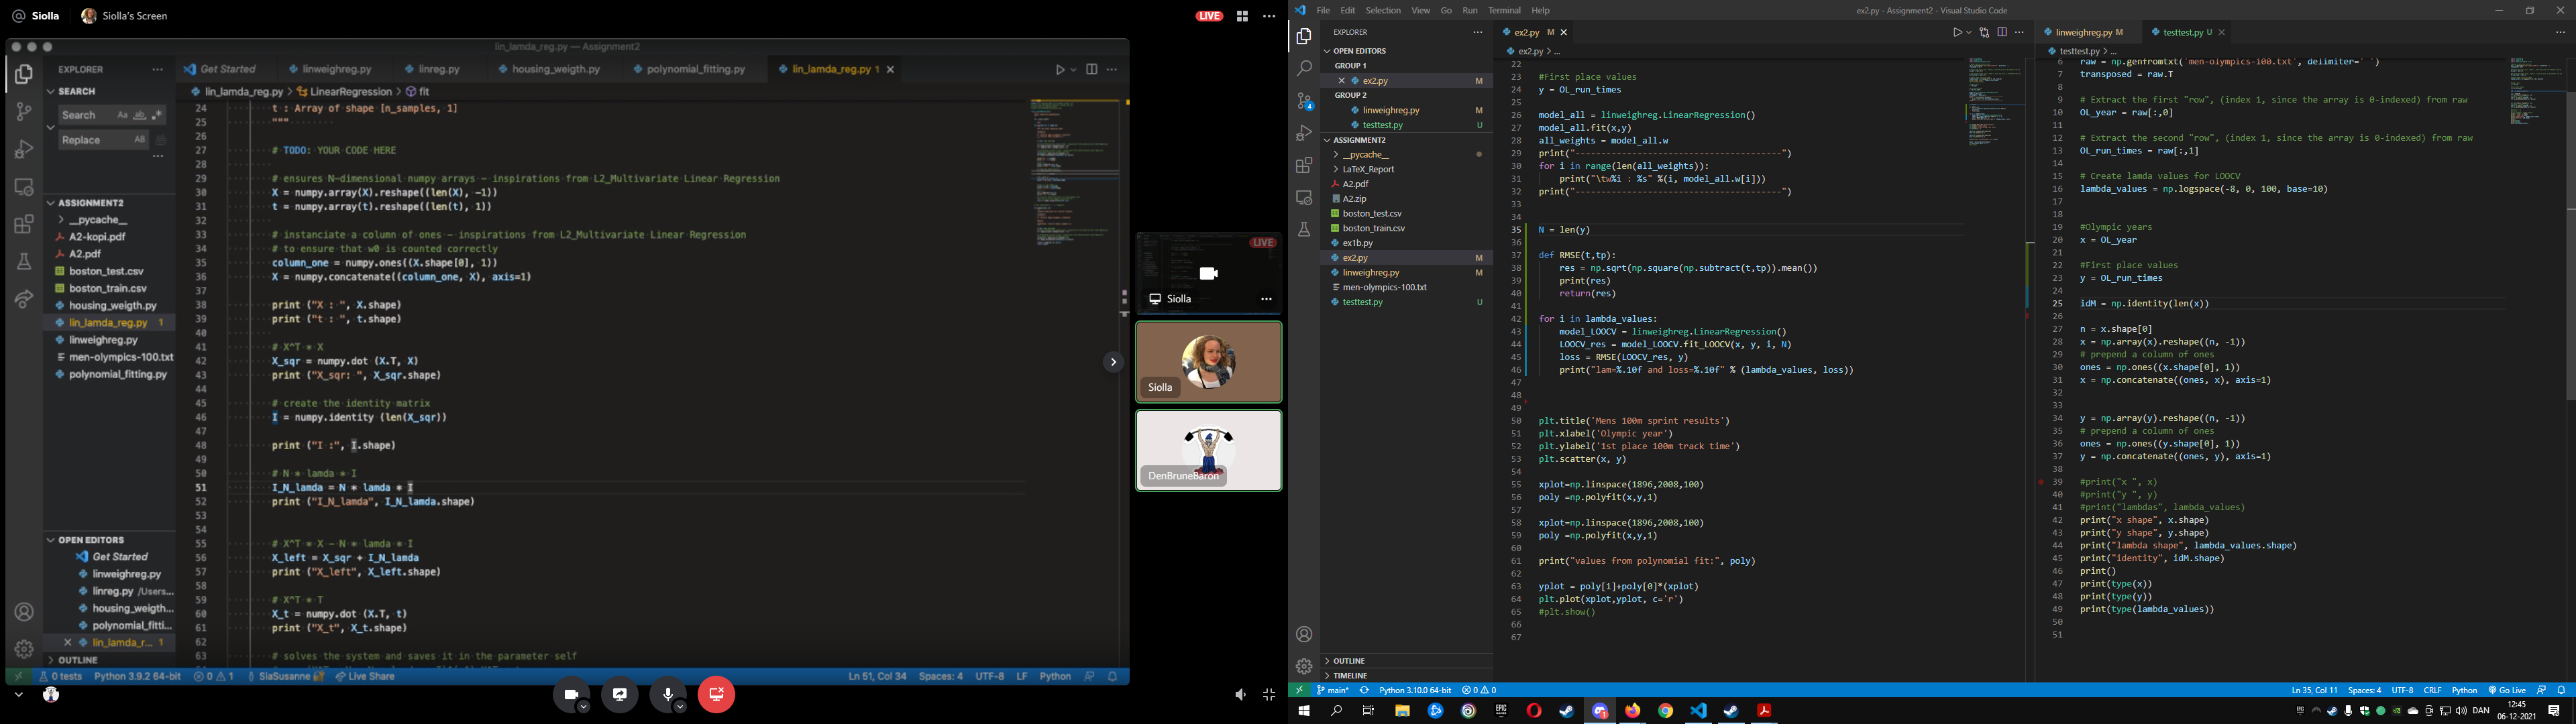 Siolla
Siolla's Screen
LIVE
lin_lamda_reg.py — Assignment2
EXPLORER
Get Started
linweighreg.py
linreg.py
housing_weigth.py
polynomial_fitting.py
lin_lamda_reg.py 1
SEARCH
Search
Replace
lin_lamda_reg.py > LinearRegression > fit
24 t : Array of shape [n_samples, 1]
25 """
26
27 # TODO: YOUR CODE HERE
28
29 # ensures N-dimensional numpy arrays - inspirations from L2_Multivariate Linear Regression
30 X = numpy.array(X).reshape((len(X), -1))
31 t = numpy.array(t).reshape((len(t), 1))
32
33 # instanciate a column of ones - inspirations from L2_Multivariate Linear Regression
34 # to ensure that w0 is counted correctly
35 column_one = numpy.ones((X.shape[0], 1))
36 X = numpy.concatenate((column_one, X), axis=1)
37
38 print ("X : ", X.shape)
39 print ("t : ", t.shape)
40
41 # X^T * X
42 X_sqr = numpy.dot (X.T, X)
43 print ("X_sqr: ", X_sqr.shape)
44
45 # create the identity matrix
46 I = numpy.identity (len(X_sqr))
47
48 print ("I :", I.shape)
49
50 # N * lamda * I
51 I_N_lamda = N * lamda * I
52 print ("I_N_lamda", I_N_lamda.shape)
53
54
55 # X^T * X - N * lamda * I
56 X_left = X_sqr + I_N_lamda
57 print ("X_left", X_left.shape)
58
59 # X^T * T
60 X_t = numpy.dot (X.T, t)
61 print ("X_t", X_t.shape)
62
63 # solves the system and saves it in the parameter self
ASSIGNMENT2
__pycache__
A2-kopi.pdf
A2.pdf
boston_test.csv
boston_train.csv
housing_weigth.py
lin_lamda_reg.py 1
linweighreg.py
men-olympics-100.txt
polynomial_fitting.py
OPEN EDITORS
Get Started
linweighreg.py
linreg.py /Users...
housing_weigth...
polynomial_fitti...
lin_lamda_r... 1
OUTLINE
0 tests
Python 3.9.2 64-bit
0 1
SiaSusanne
Live Share
Ln 51, Col 34
Spaces: 4
UTF-8
LF
Python
LIVE
Siolla
Siolla
DenBruneBaron
File Edit Selection View Go Run Terminal Help
ex2.py - Assignment2 - Visual Studio Code
EXPLORER
OPEN EDITORS
GROUP 1
ex2.py M
GROUP 2
linweighreg.py M
testtest.py U
ASSIGNMENT2
__pycache__
LaTeX_Report
A2.pdf
A2.zip
boston_test.csv
boston_train.csv
ex1b.py
ex2.py M
linweighreg.py M
men-olympics-100.txt
testtest.py U
OUTLINE
TIMELINE
4
ex2.py M
ex2.py > ...
22
23 #First place values
24 y = OL_run_times
25
26 model_all = linweighreg.LinearRegression()
27 model_all.fit(x,y)
28 all_weights = model_all.w
29 print("---------------------------------------")
30 for i in range(len(all_weights)):
31 print("\tw%i : %s" %(i, model_all.w[i]))
32 print("---------------------------------------")
33
34
35 N = len(y)
36
37 def RMSE(t,tp):
38 res = np.sqrt(np.square(np.subtract(t,tp)).mean())
39 print(res)
40 return(res)
41
42 for i in lambda_values:
43 model_LOOCV = linweighreg.LinearRegression()
44 LOOCV_res = model_LOOCV.fit_LOOCV(x, y, i, N)
45 loss = RMSE(LOOCV_res, y)
46 print("lam=%.10f and loss=%.10f" % (lambda_values, loss))
47
48
49
50 plt.title('Mens 100m sprint results')
51 plt.xlabel('Olympic year')
52 plt.ylabel('1st place 100m track time')
53 plt.scatter(x, y)
54
55 xplot=np.linspace(1896,2008,100)
56 poly =np.polyfit(x,y,1)
57
58 xplot=np.linspace(1896,2008,100)
59 poly =np.polyfit(x,y,1)
60
61 print("values from polynomial fit:", poly)
62
63 yplot = poly[1]+poly[0]*(xplot)
64 plt.plot(xplot,yplot, c='r')
65 #plt.show()
66
67
linweighreg.py M
testtest.py U
testtest.py > ...
6 raw = np.genfromtxt('men-olympics-100.txt', delimiter=' ')
7 transposed = raw.T
8
9 # Extract the first "row", (index 1, since the array is 0-indexed) from raw
10 OL_year = raw[:,0]
11
12 # Extract the second "row", (index 1, since the array is 0-indexed) from raw
13 OL_run_times = raw[:,1]
14
15 # Create lamda values for LOOCV
16 lambda_values = np.logspace(-8, 0, 100, base=10)
17
18
19 #Olympic years
20 x = OL_year
21
22 #First place values
23 y = OL_run_times
24
25 idM = np.identity(len(x))
26
27 n = x.shape[0]
28 x = np.array(x).reshape((n, -1))
29 # prepend a column of ones
30 ones = np.ones((x.shape[0], 1))
31 x = np.concatenate((ones, x), axis=1)
32
33
34 y = np.array(y).reshape((n, -1))
35 # prepend a column of ones
36 ones = np.ones((y.shape[0], 1))
37 y = np.concatenate((ones, y), axis=1)
38
39 #print("x ", x)
40 #print("y ", y)
41 #print("lambdas", lambda_values)
42 print("x shape", x.shape)
43 print("y shape", y.shape)
44 print("lambda shape", lambda_values.shape)
45 print("identity", idM.shape)
46 print()
47 print(type(x))
48 print(type(y))
49 print(type(lambda_values))
50
51
main*
Python 3.10.0 64-bit
0 0
Ln 35, Col 11
Spaces: 4
UTF-8
CRLF
Python
Go Live
DAN
12:45
06-12-2021